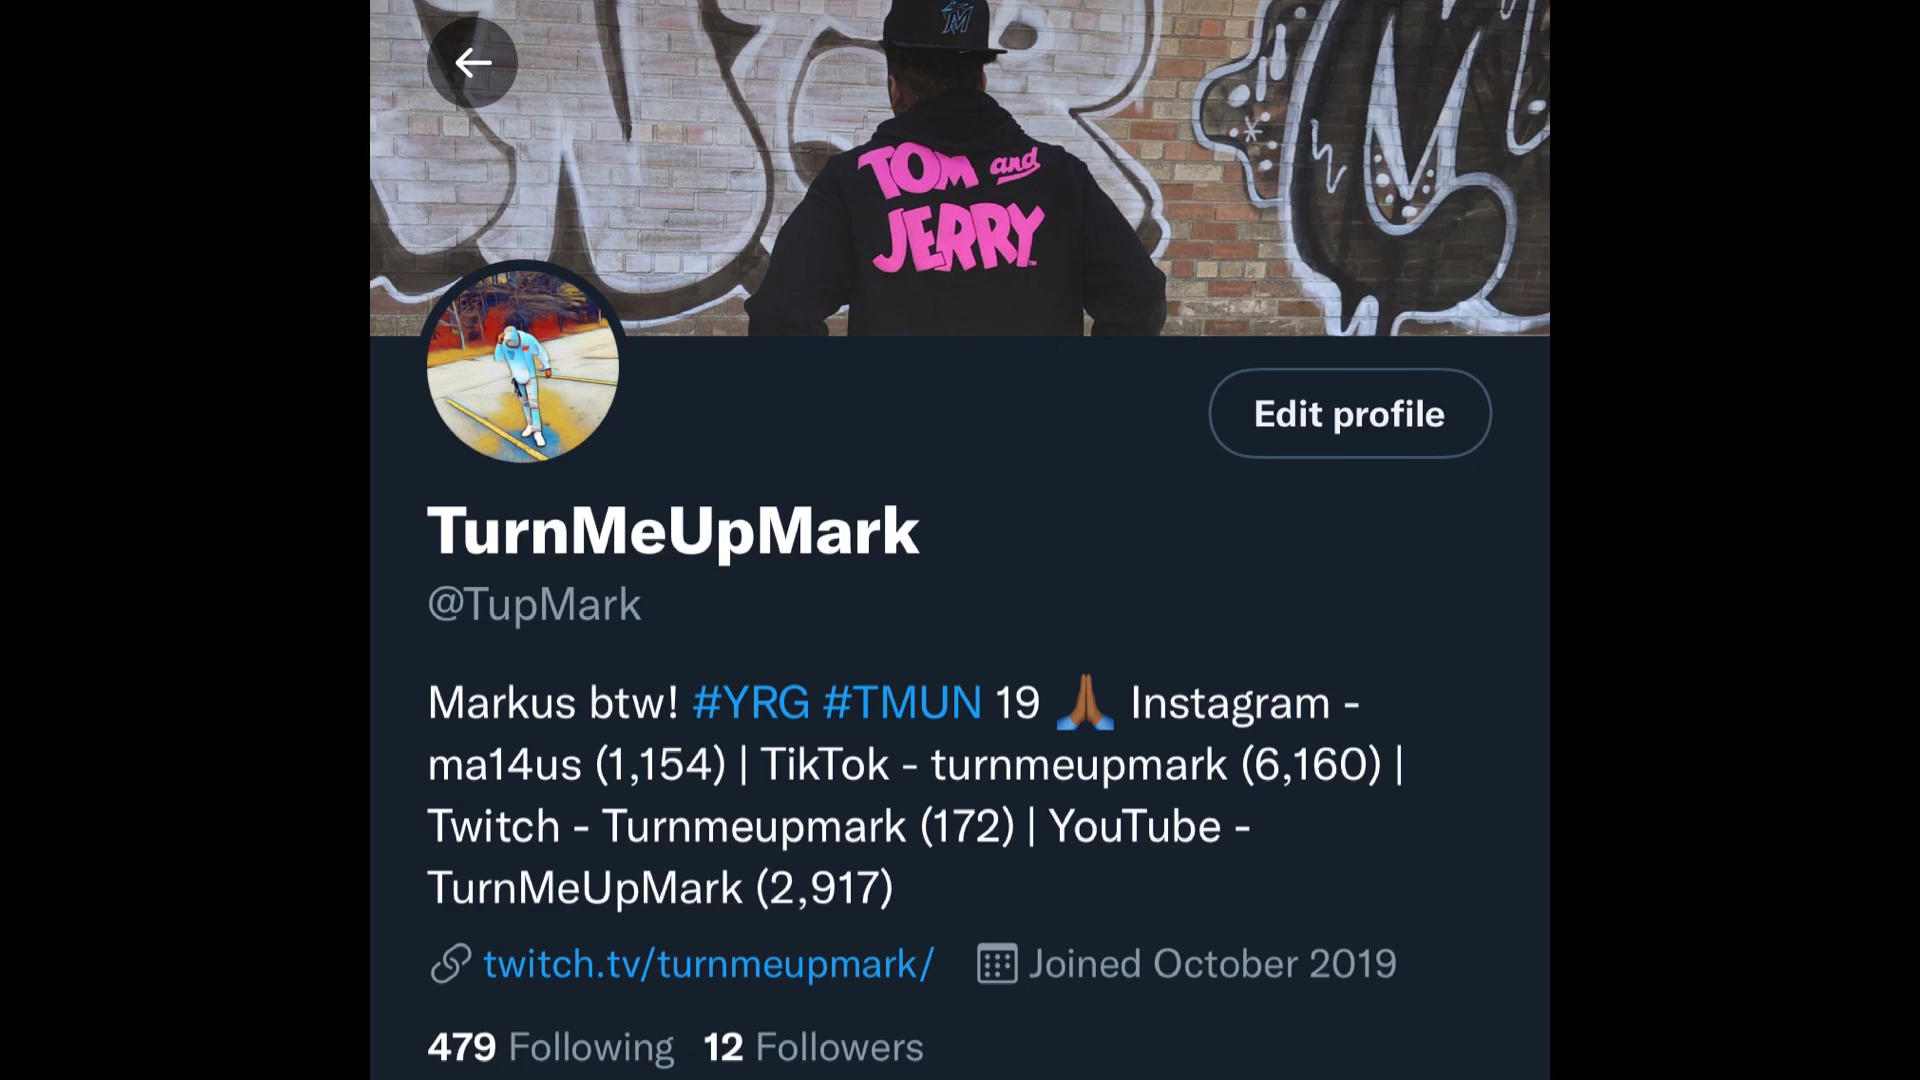 TOM and
JERRY
Edit profile
TurnMeUpMark
@TupMark
Markus btw! #YRG #TMUN 19 🙏🏾 Instagram -
ma14us (1,154) | TikTok - turnmeupmark (6,160) |
Twitch - Turnmeupmark (172) | YouTube -
TurnMeUpMark (2,917)
twitch.tv/turnmeupmark/ Joined October 2019
479 Following 12 Followers